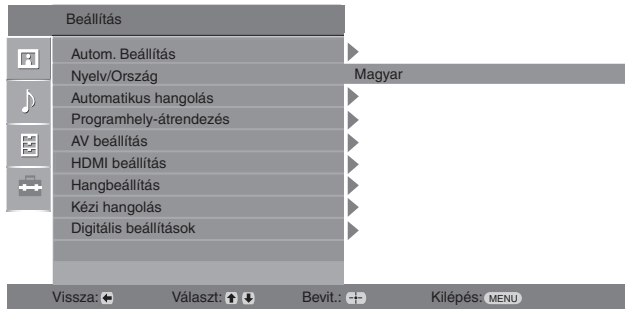 Beállítás
Autom. Beállítás
Nyelv/Ország Magyar
Automatikus hangolás
Programhely-átrendezés
AV beállítás
HDMI beállítás
Hangbeállítás
Kézi hangolás
Digitális beállítások
Vissza: Választ: Bevit.: Kilépés: MENU